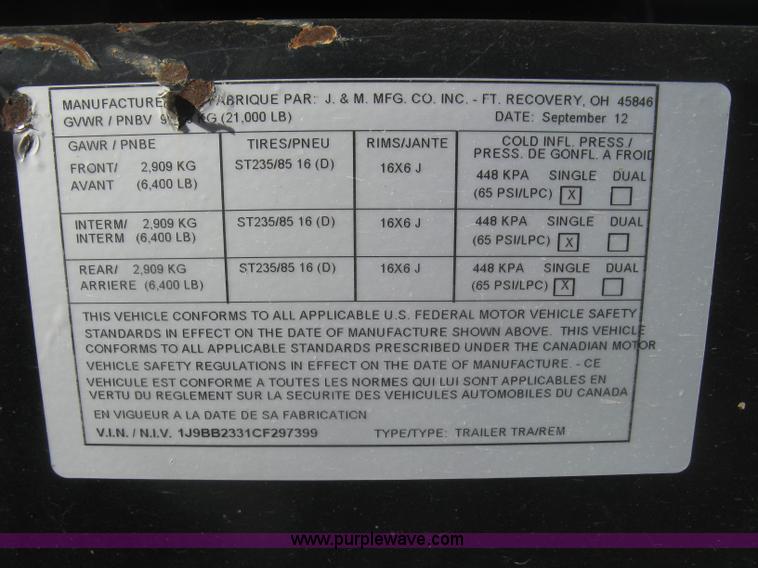 MANUFACTURE FABRIQUE PAR: J. & M. MFG. CO. INC. - FT. RECOVERY, OH 45846
GVWR / PNBV 9 KG (21,000 LB) DATE: September 12
GAWR / PNBE TIRES/PNEU RIMS/JANTE COLD INFL. PRESS./
PRESS. DE GONFL. A FROID
FRONT/ 2,909 KG ST235/85 16 (D) 16X6 J 448 KPA SINGLE DUAL
AVANT (6,400 LB) (65 PSI/LPC) X
INTERM/ 2,909 KG ST235/85 16 (D) 16X6 J 448 KPA SINGLE DUAL
INTERM (6,400 LB) (65 PSI/LPC) X
REAR/ 2,909 KG ST235/85 16 (D) 16X6 J 448 KPA SINGLE DUAL
ARRIERE (6,400 LB) (65 PSI/LPC) X
THIS VEHICLE CONFORMS TO ALL APPLICABLE U.S. FEDERAL MOTOR VEHICLE SAFETY
STANDARDS IN EFFECT ON THE DATE OF MANUFACTURE SHOWN ABOVE. THIS VEHICLE
CONFORMS TO ALL APPLICABLE STANDARDS PRESCRIBED UNDER THE CANADIAN MOTOR
VEHICLE SAFETY REGULATIONS IN EFFECT ON THE DATE OF MANUFACTURE. - CE
VEHICULE EST CONFORME A TOUTES LES NORMES QUI LUI SONT APPLICABLES EN
VERTU DU REGLEMENT SUR LA SECURITE DES VEHICULES AUTOMOBILES DU CANADA
EN VIGUEUR A LA DATE DE SA FABRICATION
V.I.N. / N.I.V. 1J9BB2331CF297399 TYPE/TYPE: TRAILER TRA/REM
www.purplewave.com